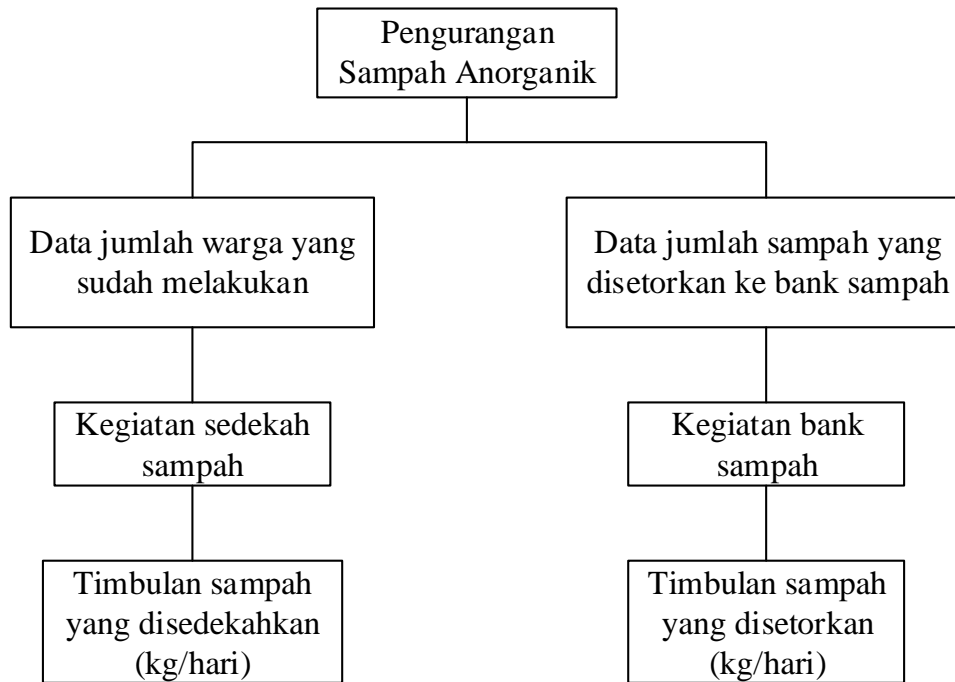 Pengurangan
Sampah Anorganik
Data jumlah warga yang
sudah melakukan
Data jumlah sampah yang
disetorkan ke bank sampah
Kegiatan sedekah
sampah
Kegiatan bank
sampah
Timbulan sampah
yang disedekahkan
(kg/hari)
Timbulan sampah
yang disetorkan
(kg/hari)